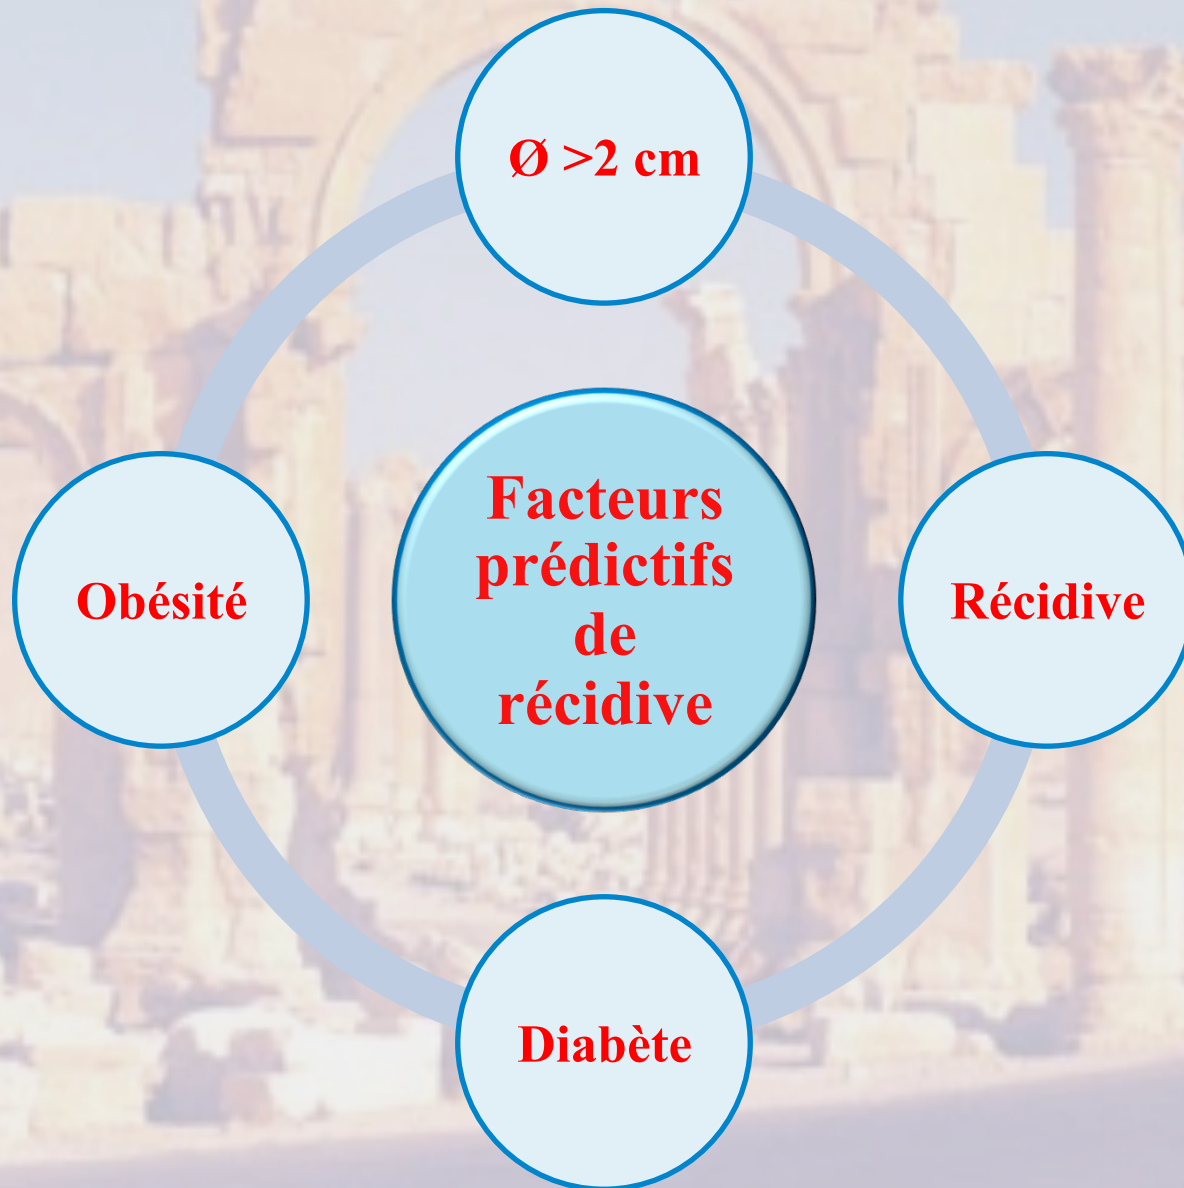 Ø >2 cm
Facteurs
prédictifs
de
récidive
Obésité
Récidive
Diabète